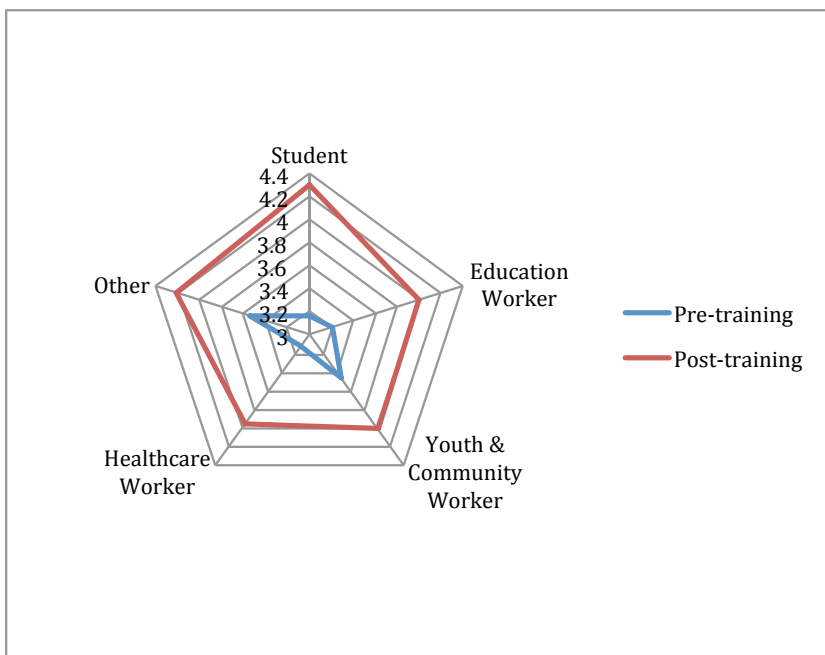 Student
4.4
4.2
4
3.8
3.6
3.4
3.2
3
Education
Worker
Youth &
Community
Worker
Healthcare
Worker
Other
Pre-training
Post-training